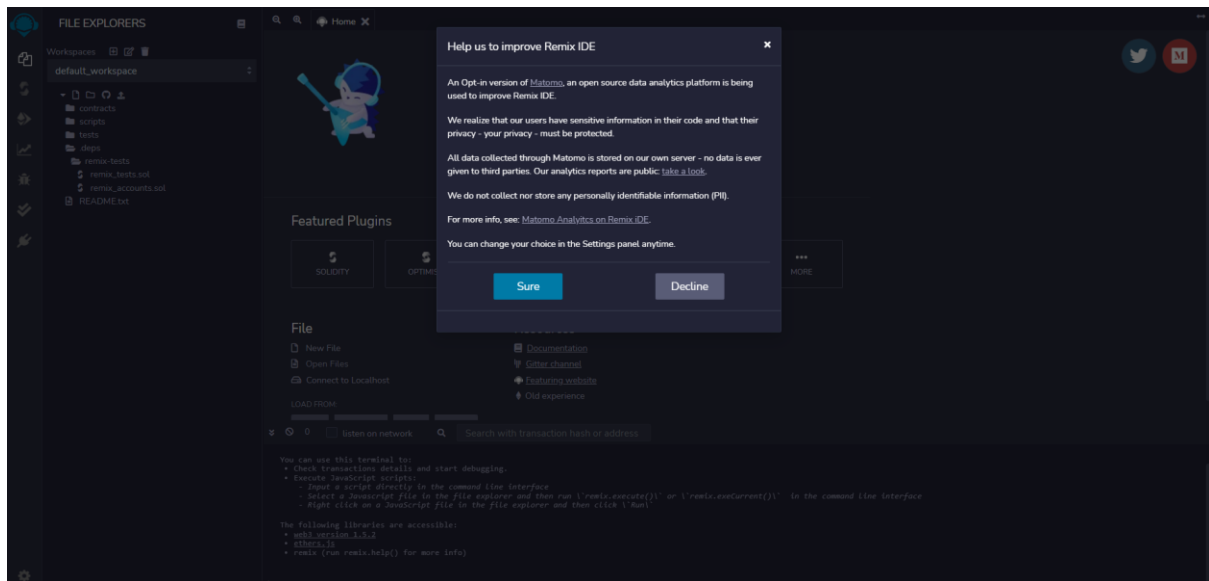 FILE EXPLORERS
Home
Workspaces
default_workspace
contracts
scripts
tests
deps
remix-tests
remix_tests.sol
remix_accounts.sol
README.txt
Help us to improve Remix IDE
An Opt-in version of Matomo, an open source data analytics platform is being
used to improve Remix IDE.
We realize that our users have sensitive information in their code and that their
privacy - your privacy - must be protected.
All data collected through Matomo is stored on our own server - no data is ever
given to third parties. Our analytics reports are public: take a look.
We do not collect nor store any personally identifiable information (PII).
For more info, see: Matomo Analyitcs on Remix iDE.
You can change your choice in the Settings panel anytime.
Sure
Decline
Featured Plugins
SOLIDITY
OPTIMIS
MORE
File
New File
Open Files
Connect to Localhost
LOAD FROM:
Documentation
Gitter channel
Featuring website
Old experience
0
listen on network
Search with transaction hash or address
You can use this terminal to:
• Check transactions details and start debugging.
• Execute JavaScript scripts:
- Input a script directly in the command line interface
- Select a Javascript file in the file explorer and then run \`remix.execute()\` or \`remix.exeCurrent()\` in the command line interface
- Right click on a JavaScript file in the file explorer and then click \`Run\`
The following libraries are accessible:
• web3 version 1.5.2
• ethers.js
• remix (run remix.help() for more info)